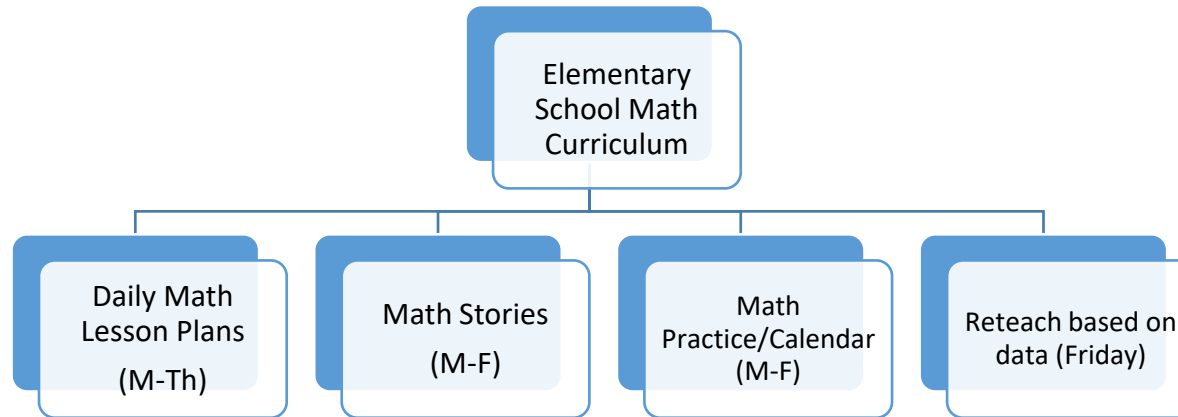 Elementary
School Math
Curriculum
Daily Math
Lesson Plans
(M-Th)
Math Stories
(M-F)
Math
Practice/Calendar
(M-F)
Reteach based on
data (Friday)